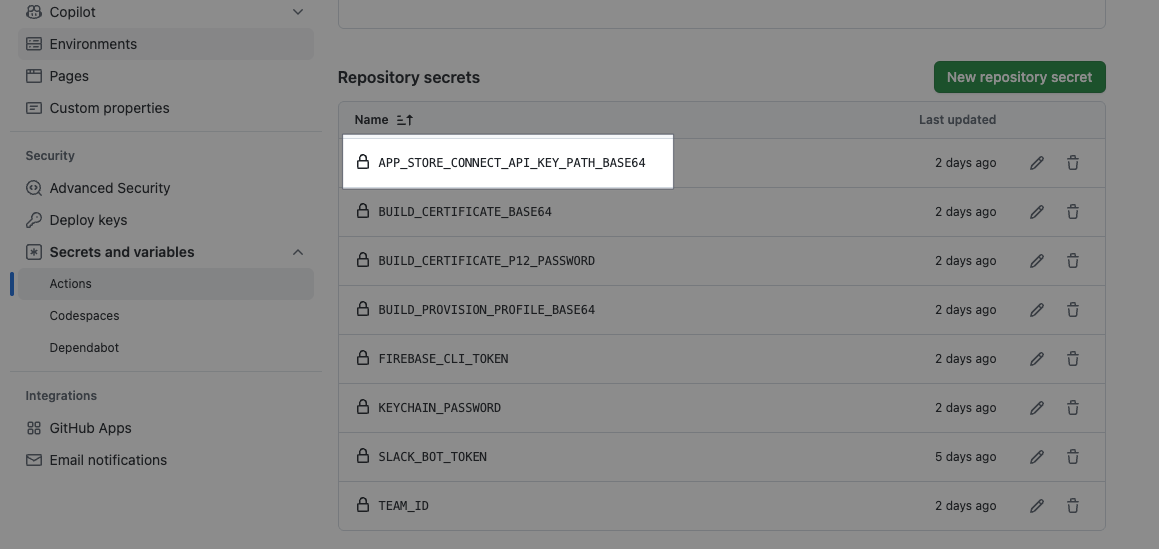 Copilot
Environments
Pages
Custom properties
Security
Advanced Security
Deploy keys
Secrets and variables
Actions
Codespaces
Dependabot
Integrations
GitHub Apps
Email notifications
Repository secrets
New repository secret
Name Last updated
APP_STORE_CONNECT_API_KEY_PATH_BASE64 2 days ago
BUILD_CERTIFICATE_BASE64 2 days ago
BUILD_CERTIFICATE_P12_PASSWORD 2 days ago
BUILD_PROVISION_PROFILE_BASE64 2 days ago
FIREBASE_CLI_TOKEN 2 days ago
KEYCHAIN_PASSWORD 2 days ago
SLACK_BOT_TOKEN 5 days ago
TEAM_ID 2 days ago